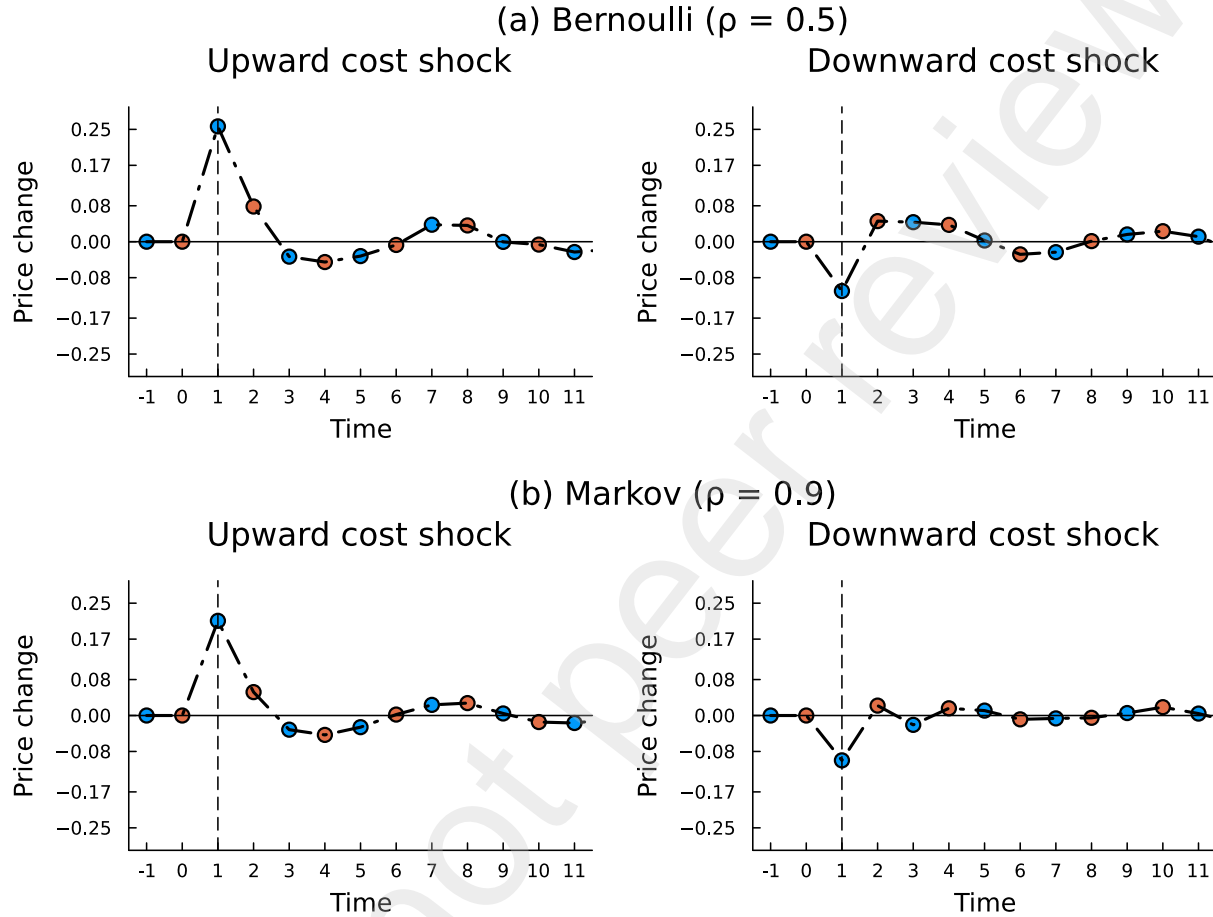 (a) Bernoulli (ρ = 0.5)
Upward cost shock
Price change
0.25
0.17
0.08
0.00
−0.08
−0.17
−0.25
-1 0 1 2 3 4 5 6 7 8 9 10 11
Time
Downward cost shock
Price change
0.25
0.17
0.08
0.00
−0.08
−0.17
−0.25
-1 0 1 2 3 4 5 6 7 8 9 10 11
Time
(b) Markov (ρ = 0.9)
Upward cost shock
Price change
0.25
0.17
0.08
0.00
−0.08
−0.17
−0.25
-1 0 1 2 3 4 5 6 7 8 9 10 11
Time
Downward cost shock
Price change
0.25
0.17
0.08
0.00
−0.08
−0.17
−0.25
-1 0 1 2 3 4 5 6 7 8 9 10 11
Time
not peer review